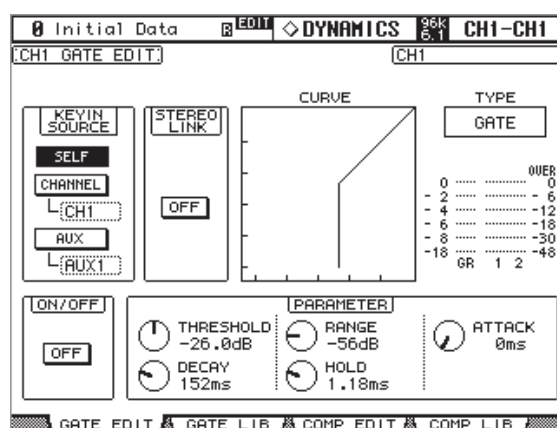 0 Initial Data R EDIT ◇DYNAMICS 96K 6.1 CH1-CH1
CH1 GATE EDIT
CH1
KEYIN
SOURCE
SELF
CHANNEL
CH1
AUX
AUX1
STEREO
LINK
OFF
CURVE
TYPE
GATE
OVER
0 0
- 2 - 6
- 4 -12
- 6 -18
- 8 -30
-18 -48
GR 1 2
ON/OFF
OFF
PARAMETER
THRESHOLD
-26.0dB
RANGE
-56dB
ATTACK
0ms
DECAY
152ms
HOLD
1.18ms
GATE EDIT GATE LIB COMP EDIT COMP LIB